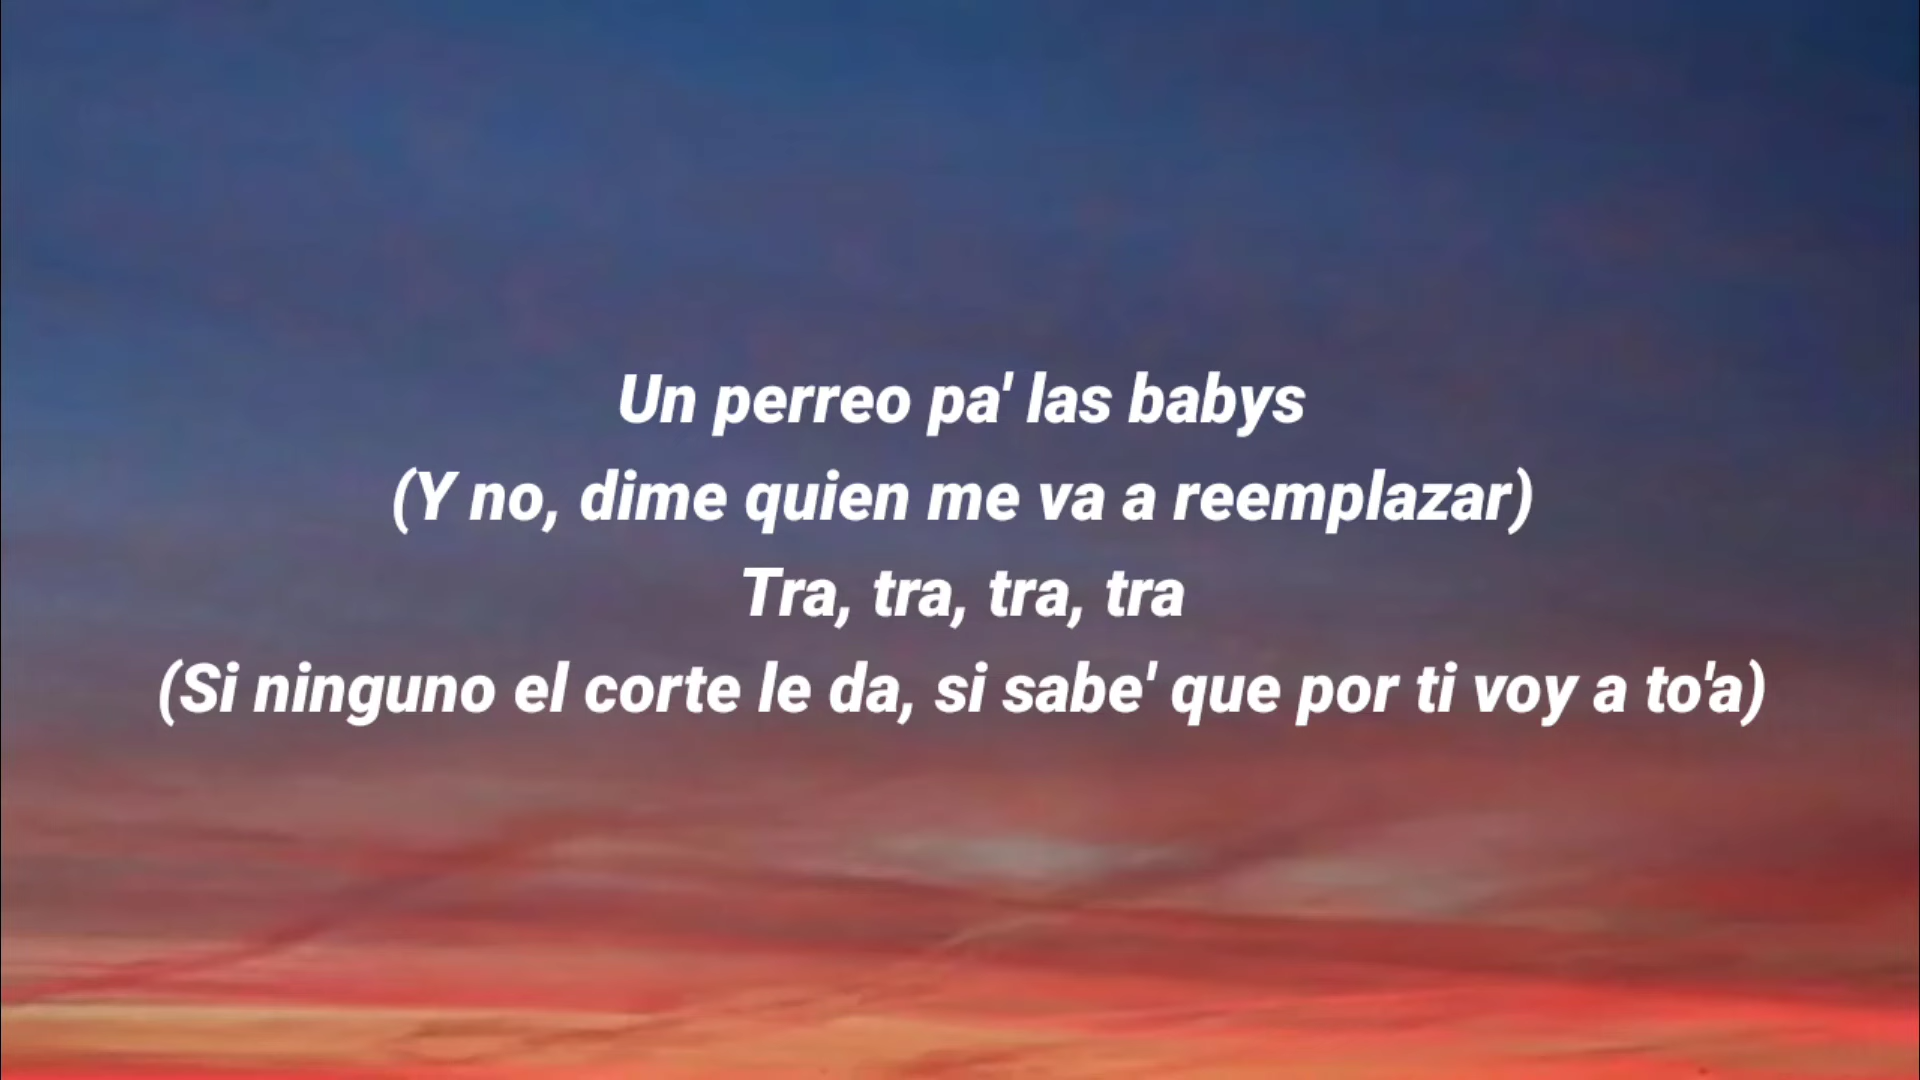 Un perreo pa' las babys
(Y no, dime quien me va a reemplazar)
Tra, tra, tra, tra
(Si ninguno el corte le da, si sabe' que por ti voy a to'a)